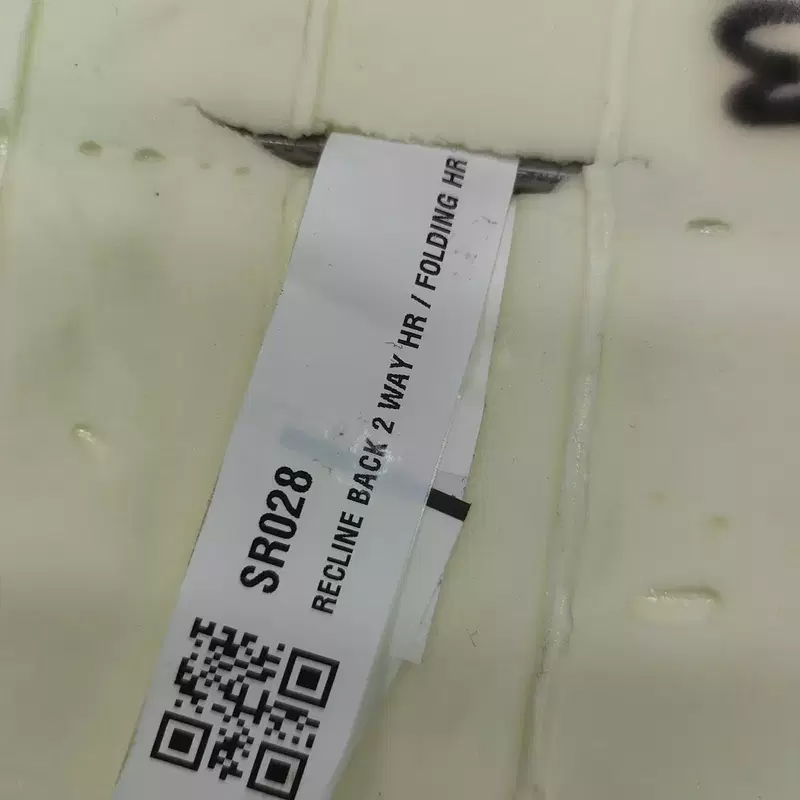 SR028
RECLINE BACK 2 WAY HR / FOLDING HR